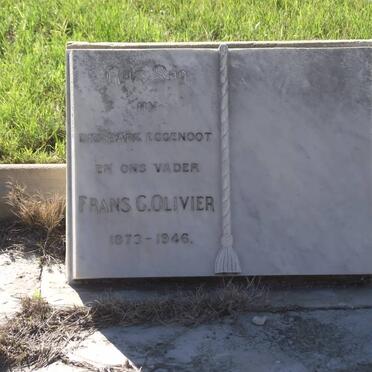 MY
DIERBARE EGGENOOT
EN ONS VADER
FRANS G. OLIVIER
1873-1946.